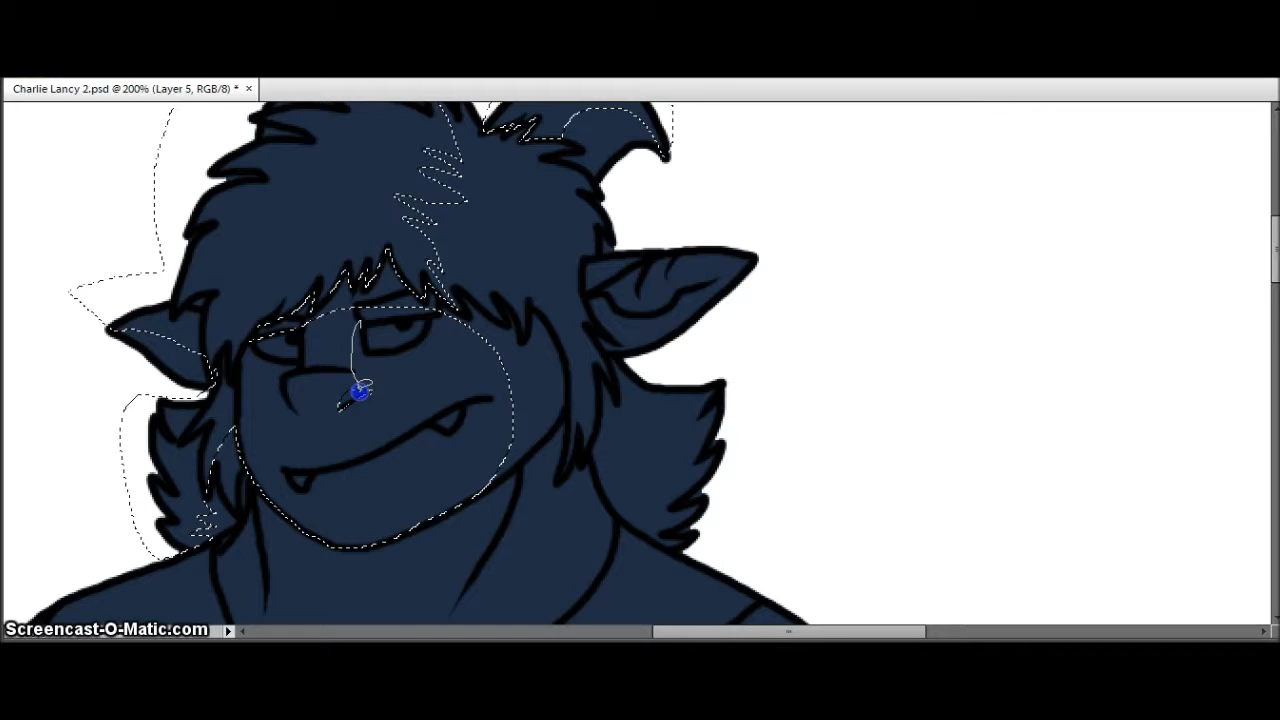 Charlie Lancy 2.psd @ 200% (Layer 5, RGB/8) * ×
Screencast-O-Matic.com